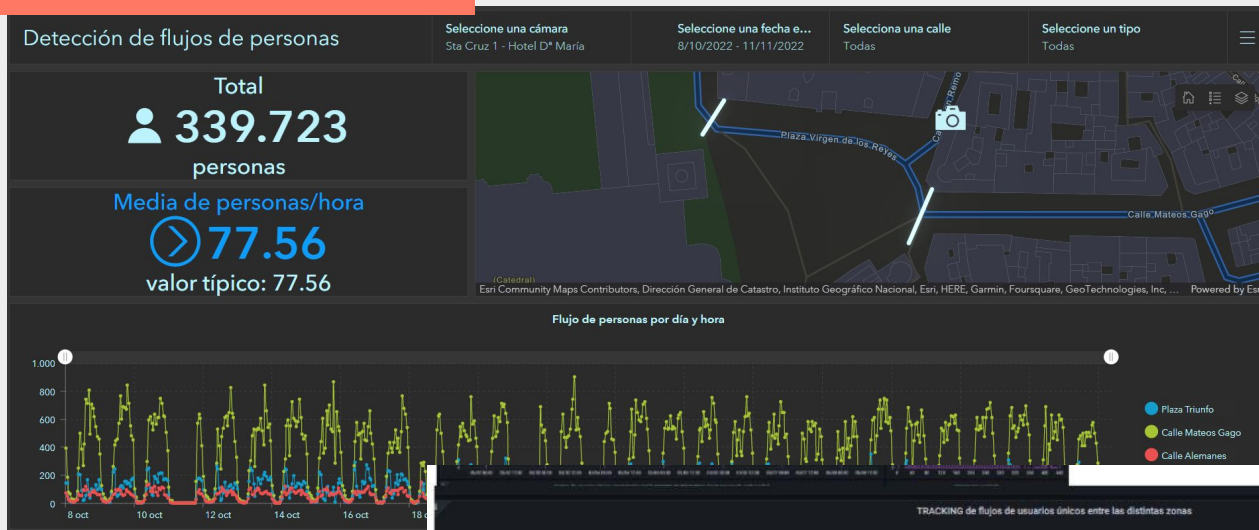 Detección de flujos de personas
Seleccione una cámara
Sta Cruz 1 - Hotel Dª María
Seleccione una fecha e...
8/10/2022 - 11/11/2022
Selecciona una calle
Todas
Seleccione un tipo
Todas
Total
339.723
personas
Media de personas/hora
77.56
valor típico: 77.56
Plaza Virgen de los Reyes
Calle Mateos Gago
(Catedral)
Esri Community Maps Contributors, Dirección General de Catastro, Instituto Geográfico Nacional, Esri, HERE, Garmin, Foursquare, GeoTechnologies, Inc, ... Powered by Esri
Flujo de personas por día y hora
1.000
800
600
400
200
0
8 oct
10 oct
12 oct
14 oct
16 oct
Plaza Triunfo
Calle Mateos Gago
Calle Alemanes
TRACKING de flujos de usuarios únicos entre las distintas zonas